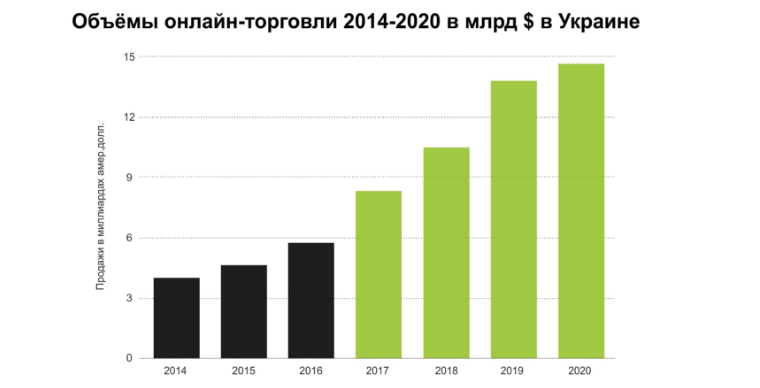 Объёмы онлайн-торговли 2014-2020 в млрд $ в Украине
Продажи в миллиардах амер.долл.
15
12
9
6
3
0
2014 2015 2016 2017 2018 2019 2020